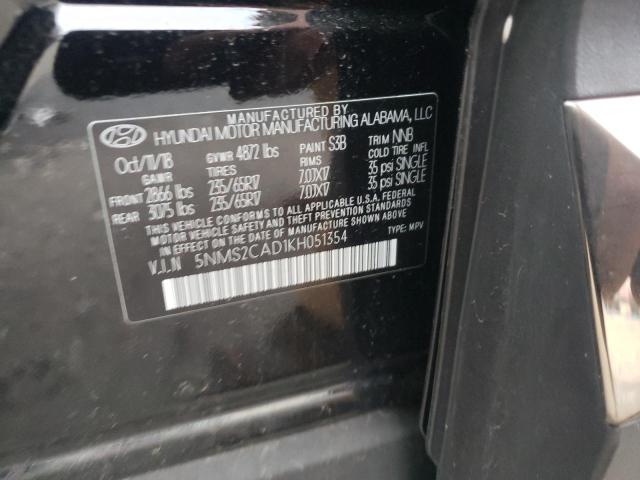 MANUFACTURED BY
HYUNDAI MOTOR MANUFACTURING ALABAMA, LLC
Oct/11/18 GVWR 4872 lbs PAINT S3B TRIM NNB
GAWR TIRES RIMS COLD TIRE INFL
FRONT 2866 lbs 235/65R17 7.0JX17 35 psi SINGLE
REAR 3075 lbs 235/65R17 7.0JX17 35 psi SINGLE
THIS VEHICLE CONFORMS TO ALL APPLICABLE U.S.A. FEDERAL
MOTOR VEHICLE SAFETY AND THEFT PREVENTION STANDARDS
IN EFFECT ON THE DATE OF MANUFACTURE SHOWN ABOVE.
V.I.N 5NMS2CAD1KH051354 TYPE: MPV